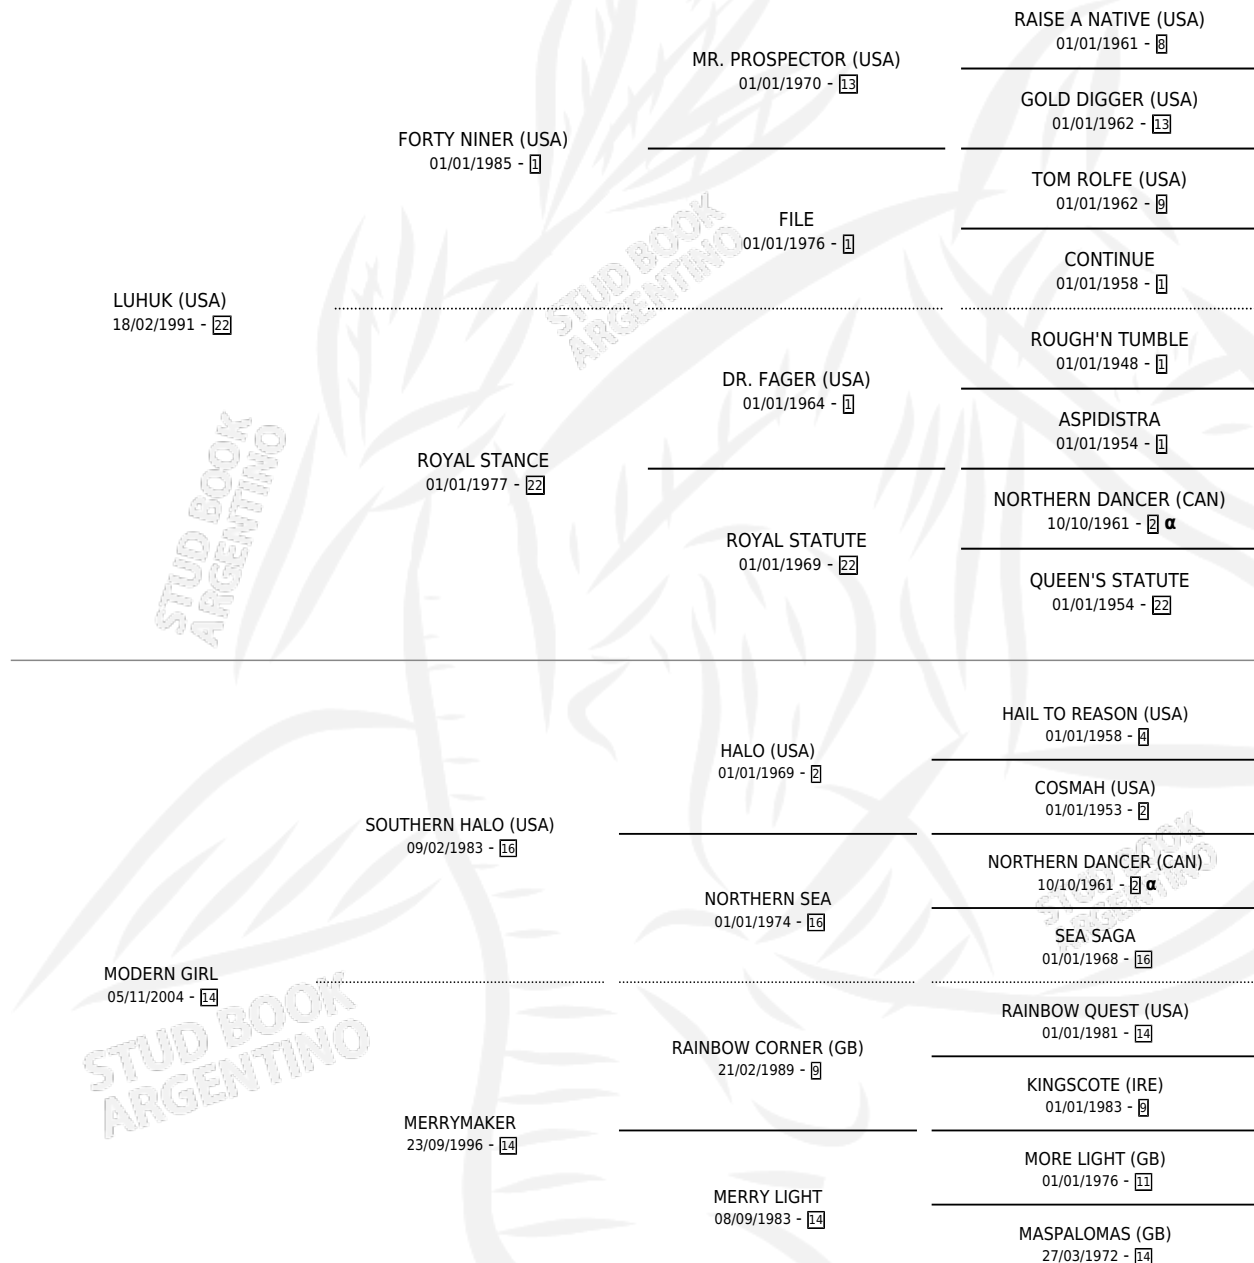 RAISE A NATIVE (USA)
01/01/1961 - 8
MR. PROSPECTOR (USA)
01/01/1970 - 13
GOLD DIGGER (USA)
01/01/1962 - 13
FORTY NINER (USA)
01/01/1985 - 1
TOM ROLFE (USA)
01/01/1962 - 9
FILE
01/01/1976 - 1
CONTINUE
01/01/1958 - 1
LUHUK (USA)
18/02/1991 - 22
ROUGH'N TUMBLE
01/01/1948 - 1
DR. FAGER (USA)
01/01/1964 - 1
ASPIDISTRA
01/01/1954 - 1
ROYAL STANCE
01/01/1977 - 22
NORTHERN DANCER (CAN)
10/10/1961 - 2 α
ROYAL STATUTE
01/01/1969 - 22
QUEEN'S STATUTE
01/01/1954 - 22
HAIL TO REASON (USA)
01/01/1958 - 4
HALO (USA)
01/01/1969 - 2
COSMAH (USA)
01/01/1953 - 2
SOUTHERN HALO (USA)
09/02/1983 - 16
NORTHERN DANCER (CAN)
10/10/1961 - 2 α
NORTHERN SEA
01/01/1974 - 16
SEA SAGA
01/01/1968 - 16
MODERN GIRL
05/11/2004 - 14
RAINBOW QUEST (USA)
01/01/1981 - 14
RAINBOW CORNER (GB)
21/02/1989 - 9
KINGSCOTE (IRE)
01/01/1983 - 9
MERRYMAKER
23/09/1996 - 14
MORE LIGHT (GB)
01/01/1976 - 11
MERRY LIGHT
08/09/1983 - 14
MASPALOMAS (GB)
27/03/1972 - 14
STUD BOOK
ARGENTINO
STUD BOOK
ARGENTINO
STUD BOOK
ARGENTINO
STUD BOOK
ARGENTINO